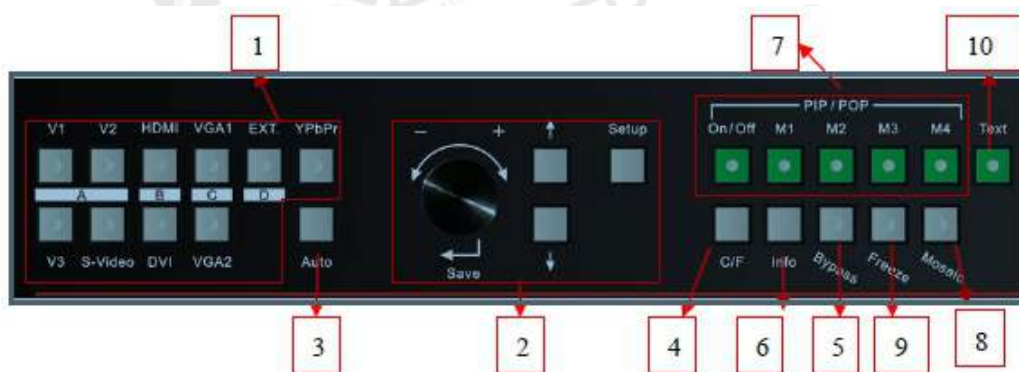 1
7
10
PIP / POP
V1 V2 HDMI VGA1 EXT. YPbPr
− + Setup
On/Off M1 M2 M3 M4 Text
A B C D
V3 S-Video DVI VGA2 Auto
Save
C/F Info Bypass Freeze Mosaic
3
2
4
6
5
9
8